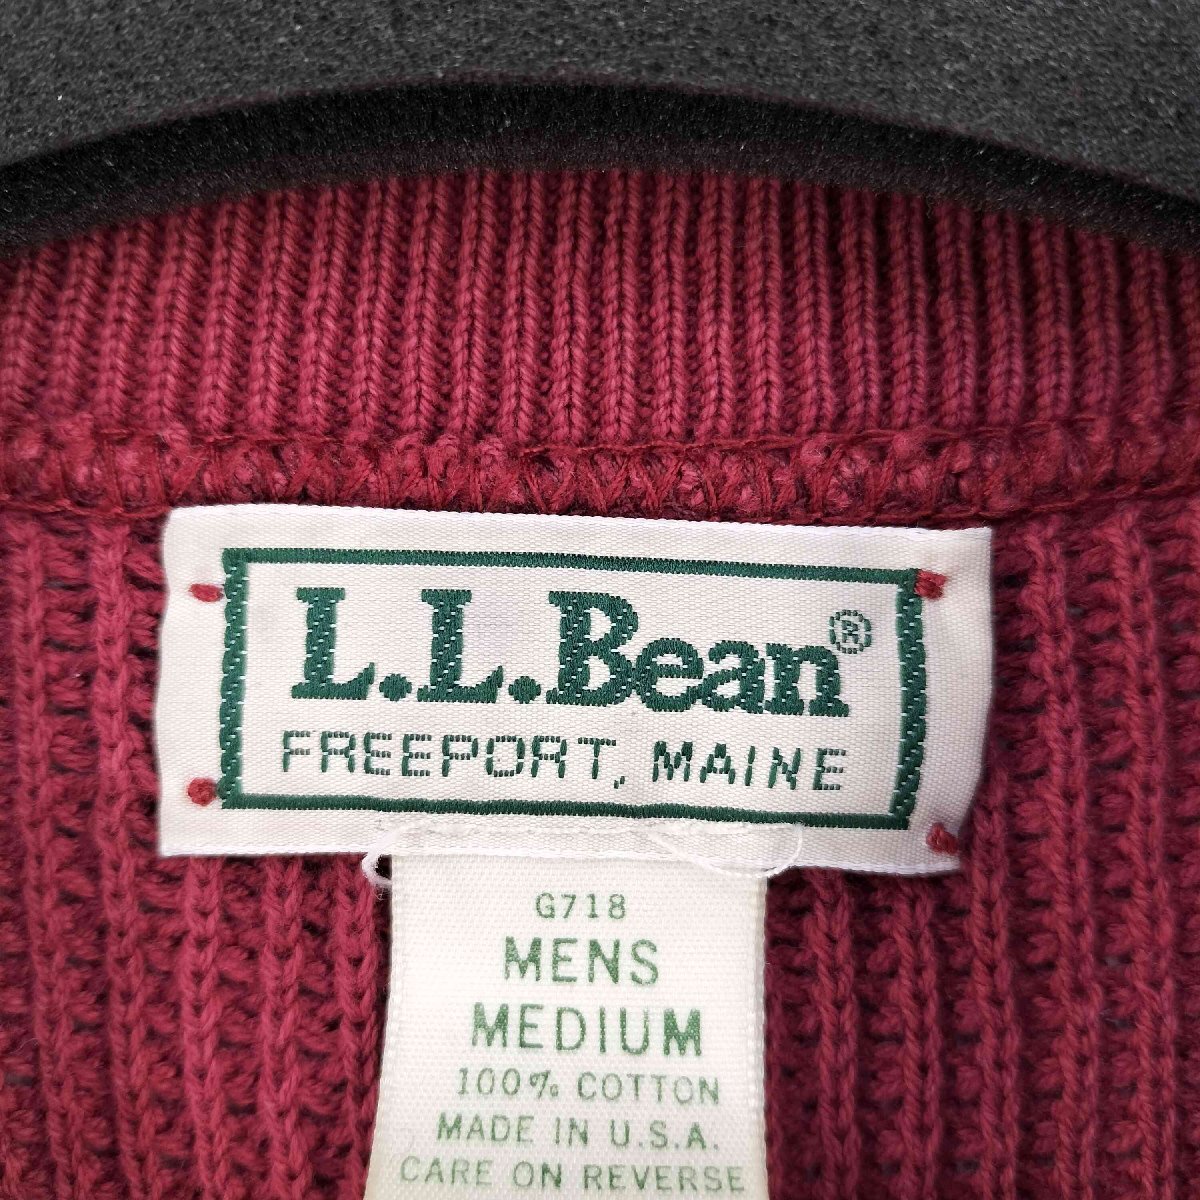 L.L.Bean®
FREEPORT, MAINE
G718
MENS
MEDIUM
100% COTTON
MADE IN U.S.A.
CARE ON REVERSE